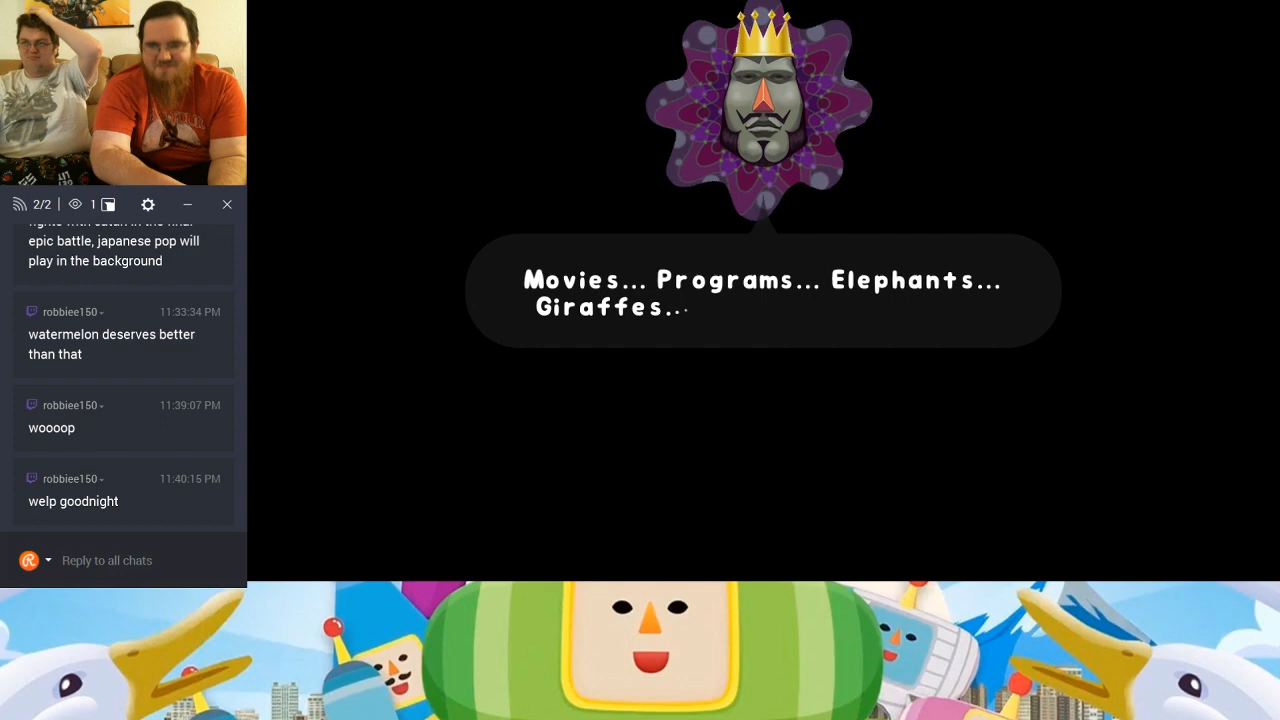 2/2 1
epic battle, japanese pop will
play in the background
robbiee150 11:33:34 PM
watermelon deserves better
than that
robbiee150 11:39:07 PM
woooop
robbiee150 11:40:15 PM
welp goodnight
Reply to all chats
Movies... Programs... Elephants...
Giraffes...